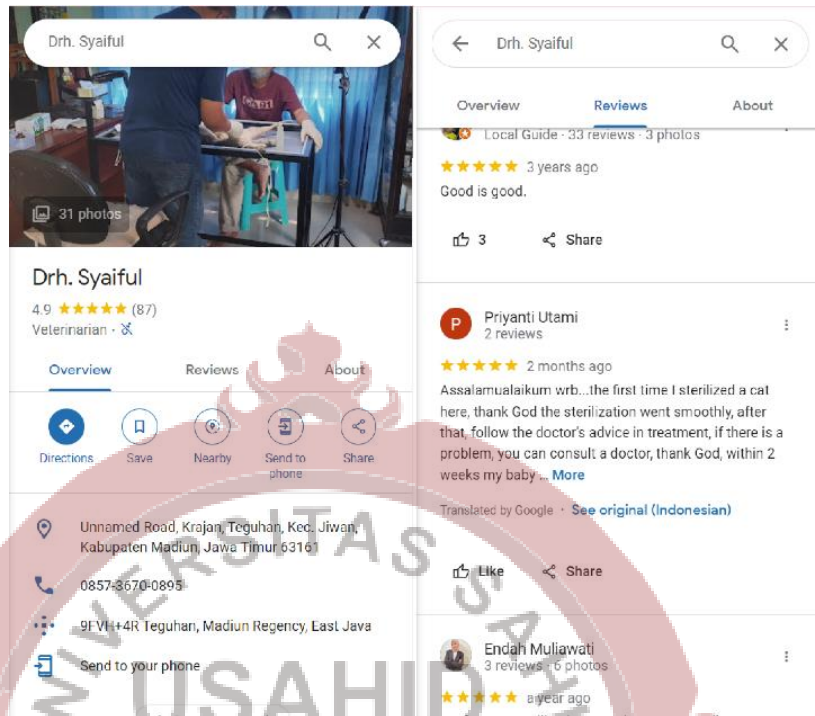 Drh. Syaiful
31 photos
Drh. Syaiful
4.9 ★★★★★ (87)
Veterinarian ·
Overview Reviews About
Directions Save Nearby Send to phone Share
Unnamed Road, Krajan, Teguhan, Kec. Jiwan,
Kabupaten Madiun, Jawa Timur 63161
0857-3670-0895
9FVH+4R Teguhan, Madiun Regency, East Java
Send to your phone
Drh. Syaiful
Overview Reviews About
Local Guide · 33 reviews · 3 photos
★★★★★ 3 years ago
Good is good.
3 Share
P
Priyanti Utami
2 reviews
★★★★★ 2 months ago
Assalamualaikum wrb...the first time I sterilized a cat
here, thank God the sterilization went smoothly, after
that, follow the doctor's advice in treatment, if there is a
problem, you can consult a doctor, thank God, within 2
weeks my baby ... More
Translated by Google · See original (Indonesian)
Like Share
Endah Muliawati
3 reviews · 6 photos
★★★★★ a year ago
USAHID